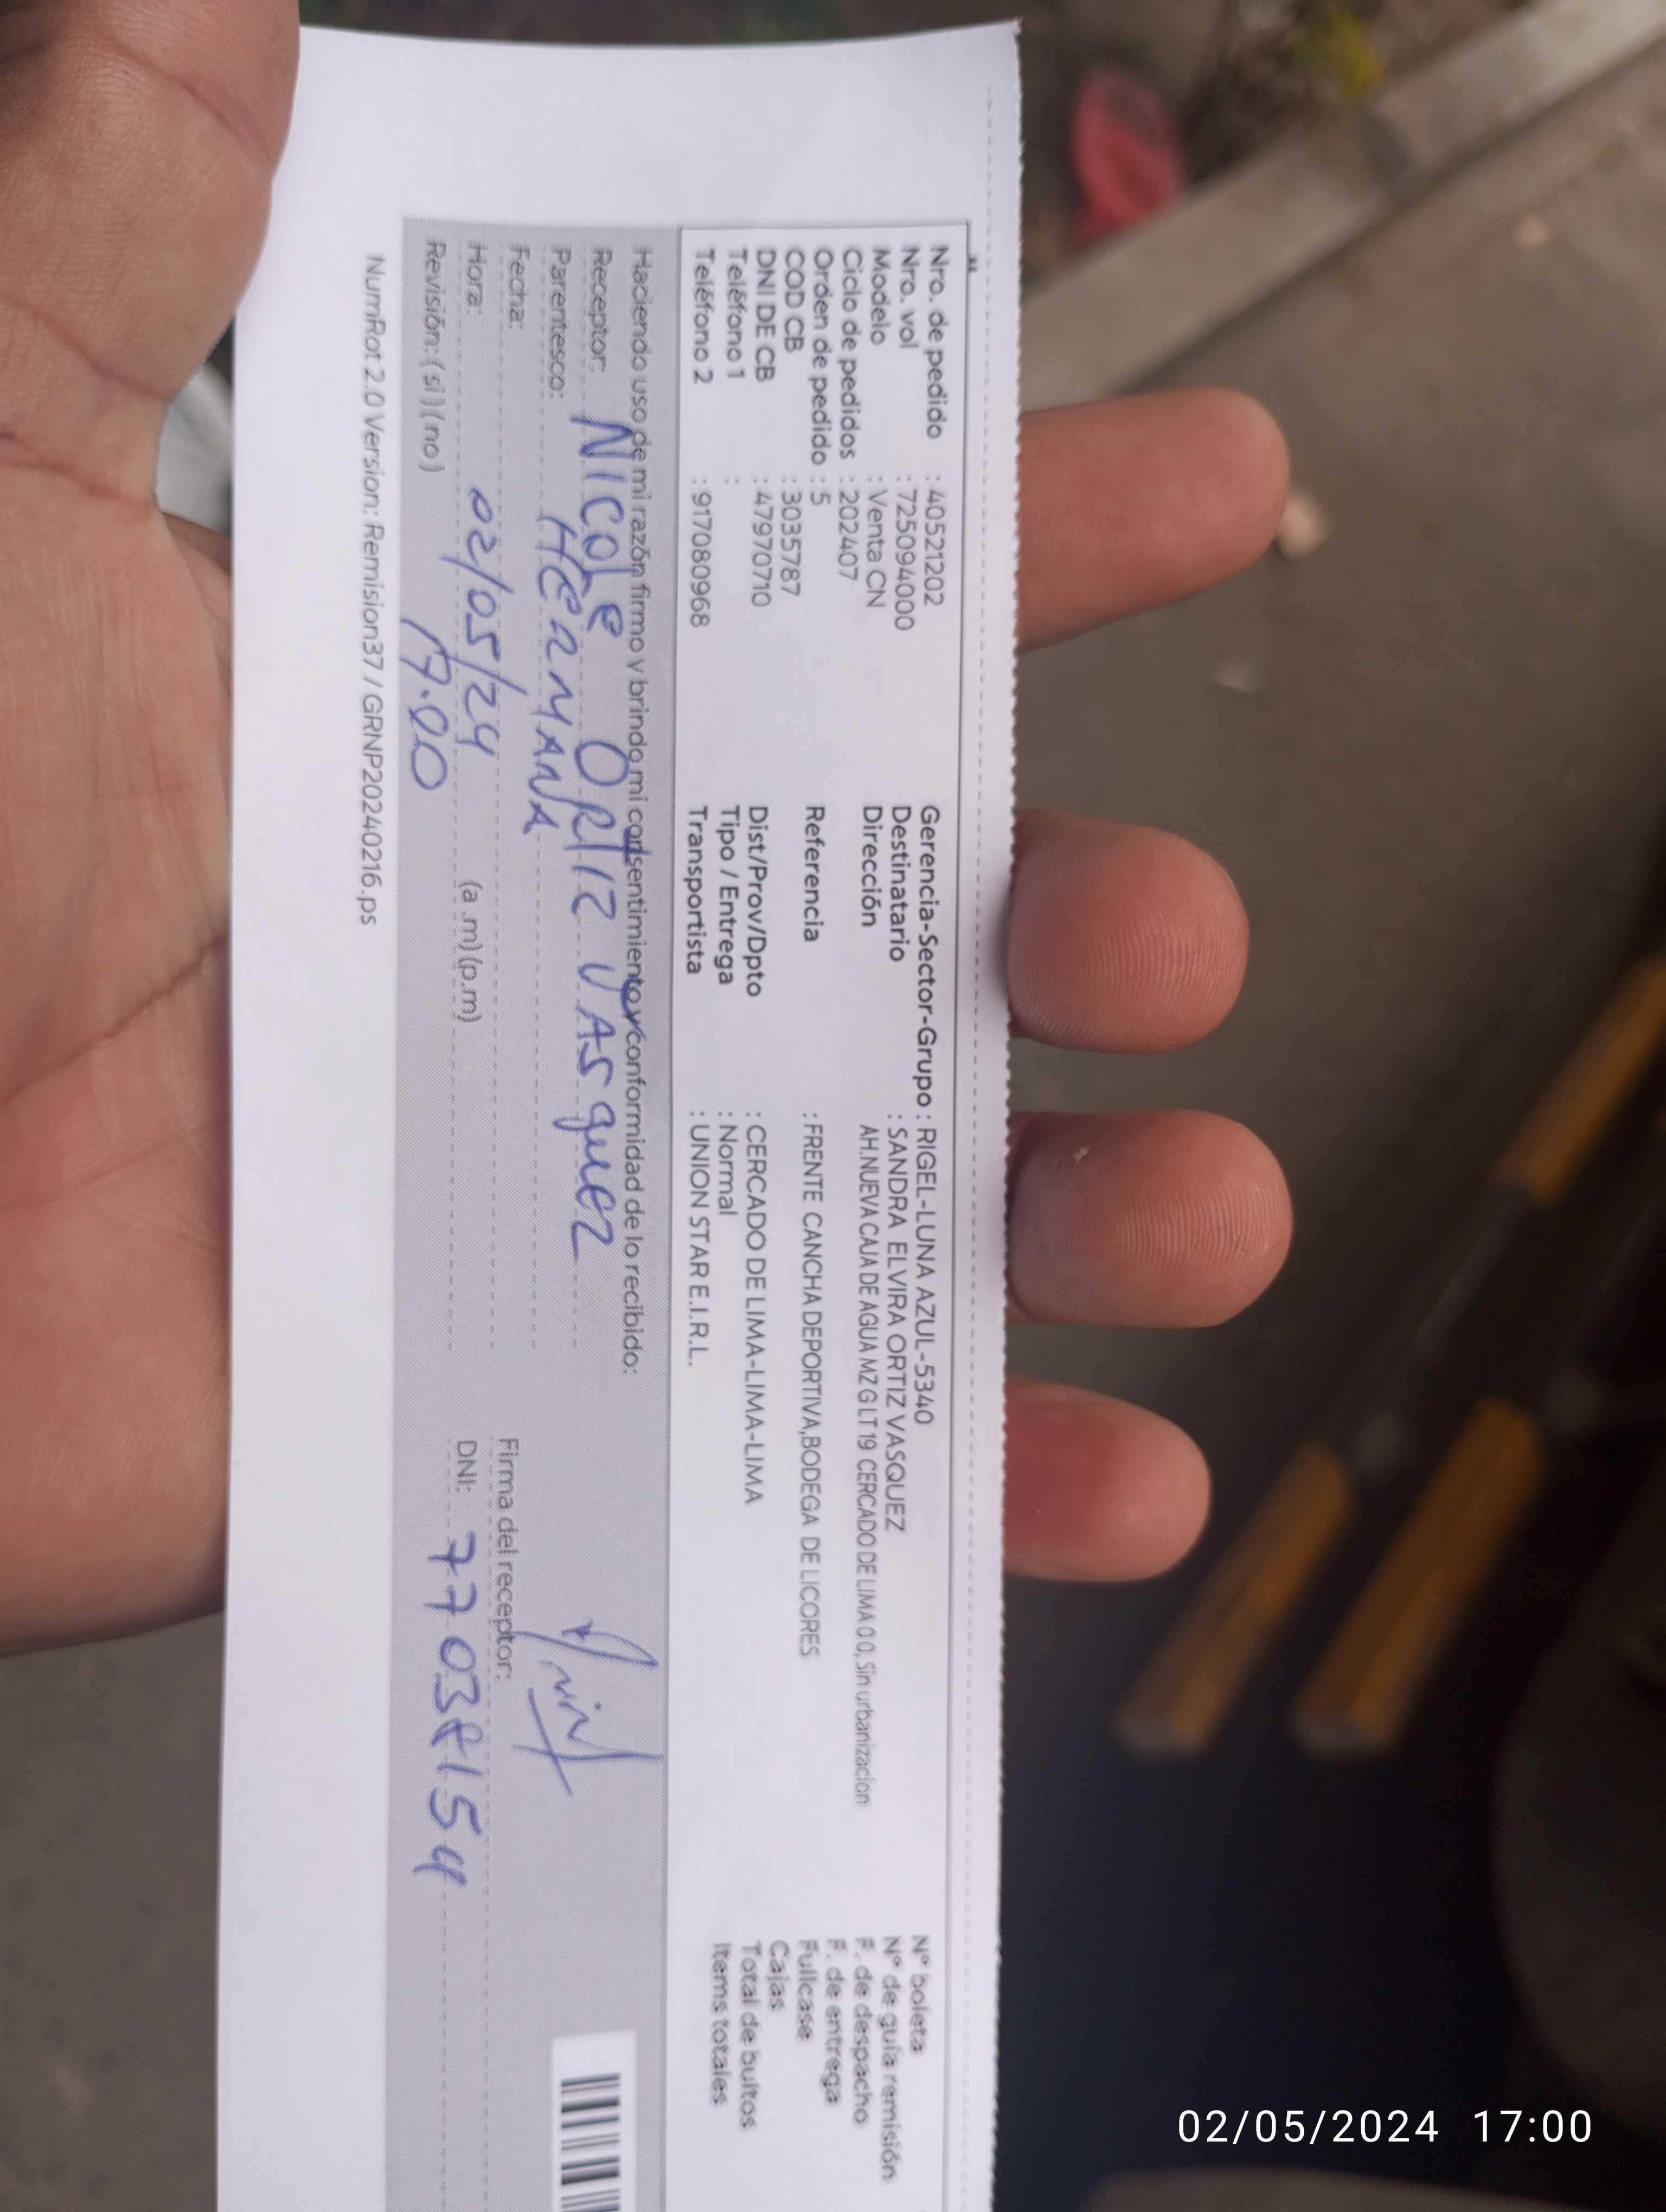 Nro. de pedido : 40521202
Nro. vol : 725094000
Modelo : Venta CN
Ciclo de pedidos : 202407
Orden de pedido : 5
COD CB : 3035787
DNI DE CB : 47970710
Teléfono 1 :
Teléfono 2 : 917080968
Gerencia-Sector-Grupo : RIGEL-LUNA AZUL-5340
Destinatario : SANDRA ELVIRA ORTIZ VASQUEZ
Dirección AH.NUEVA CAJA DE AGUA MZ G LT 19 CERCADO DE LIMA 0 0, Sin urbanizacion
Referencia : FRENTE CANCHA DEPORTIVA,BODEGA DE LICORES
Dist/Prov/Dpto : CERCADO DE LIMA-LIMA-LIMA
Tipo / Entrega : Normal
Transportista : UNION STAR E.I.R.L.
N° boleta
N° de guía remisión
F. de despacho
F. de entrega
Fullcase
Cajas
Total de bultos
Items totales
Haciendo uso de mi razón firmo y brindo mi consentimiento y conformidad de lo recibido:
Receptor: Nicole ORTIZ VASquez
Parentesco: HERMANA
Fecha: 02/05/24
Hora: 17.00 (a.m) (p.m)
Revisión: (si) (no)
Firma del receptor:
DNI: 77038154
NumRot 2.0 Version: Remision37 / GRNP20240216.ps
02/05/2024 17:00